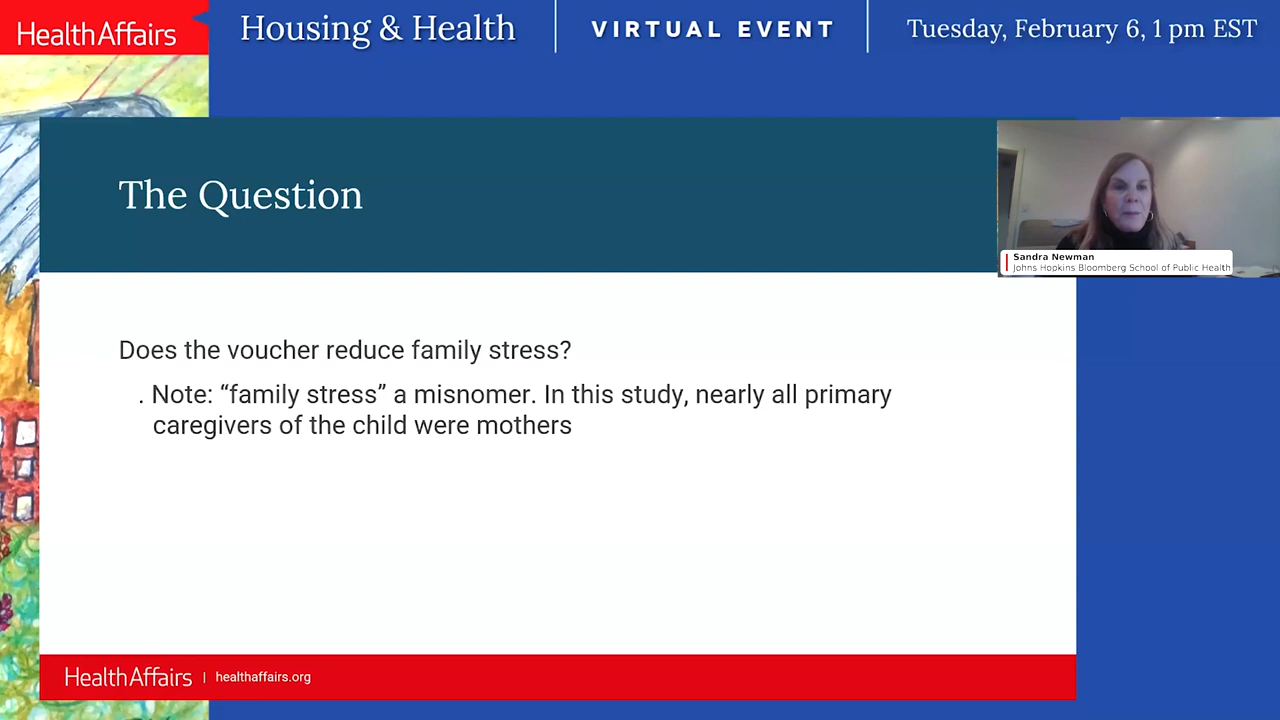 HealthAffairs
Housing & Health
VIRTUAL EVENT
Tuesday, February 6, 1 pm EST
The Question
Sandra Newman
Johns Hopkins Bloomberg School of Public Health
Does the voucher reduce family stress?
. Note: “family stress” a misnomer. In this study, nearly all primary
caregivers of the child were mothers
HealthAffairs | healthaffairs.org